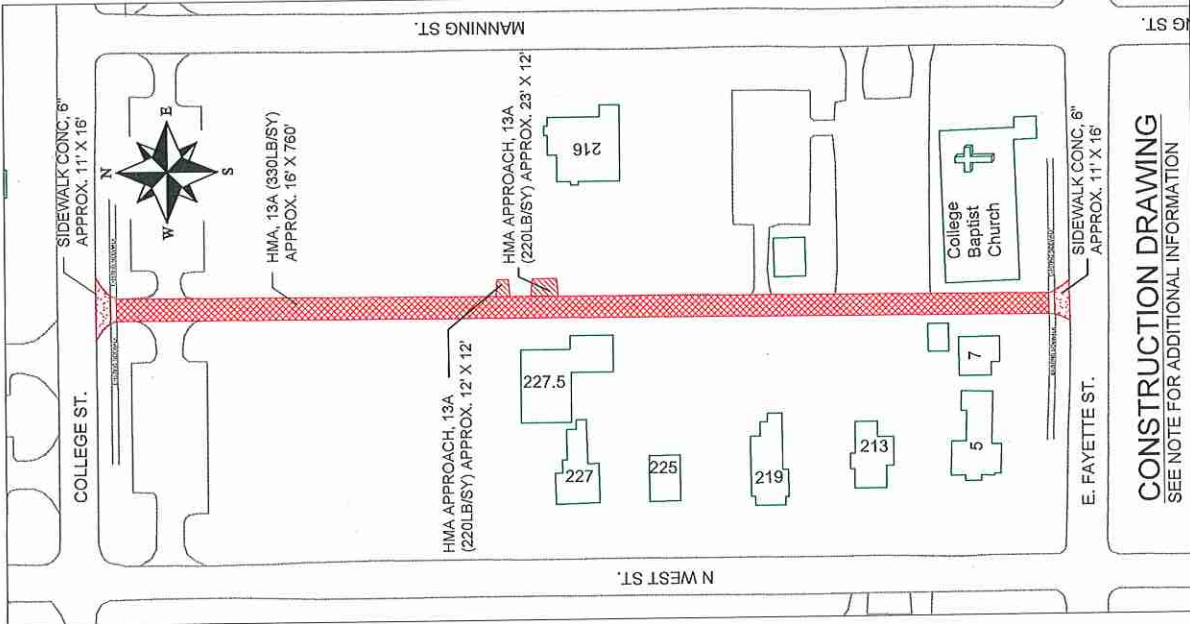 MANNING ST.
NG ST.
SIDEWALK CONC, 6"
APPROX. 11' X 16'
N
E
S
W
HMA, 13A (330LB/SY)
APPROX. 16' X 760'
HMA APPROACH, 13A
(220LB/SY) APPROX. 23' X 12'
216
COLLEGE ST.
HMA APPROACH, 13A
(220LB/SY) APPROX. 12' X 12'
227.5
227
225
219
213
7
5
College
Baptist
Church
SIDEWALK CONC, 6"
APPROX. 11' X 16'
E. FAYETTE ST.
N WEST ST.
CONSTRUCTION DRAWING
SEE NOTE FOR ADDITIONAL INFORMATION